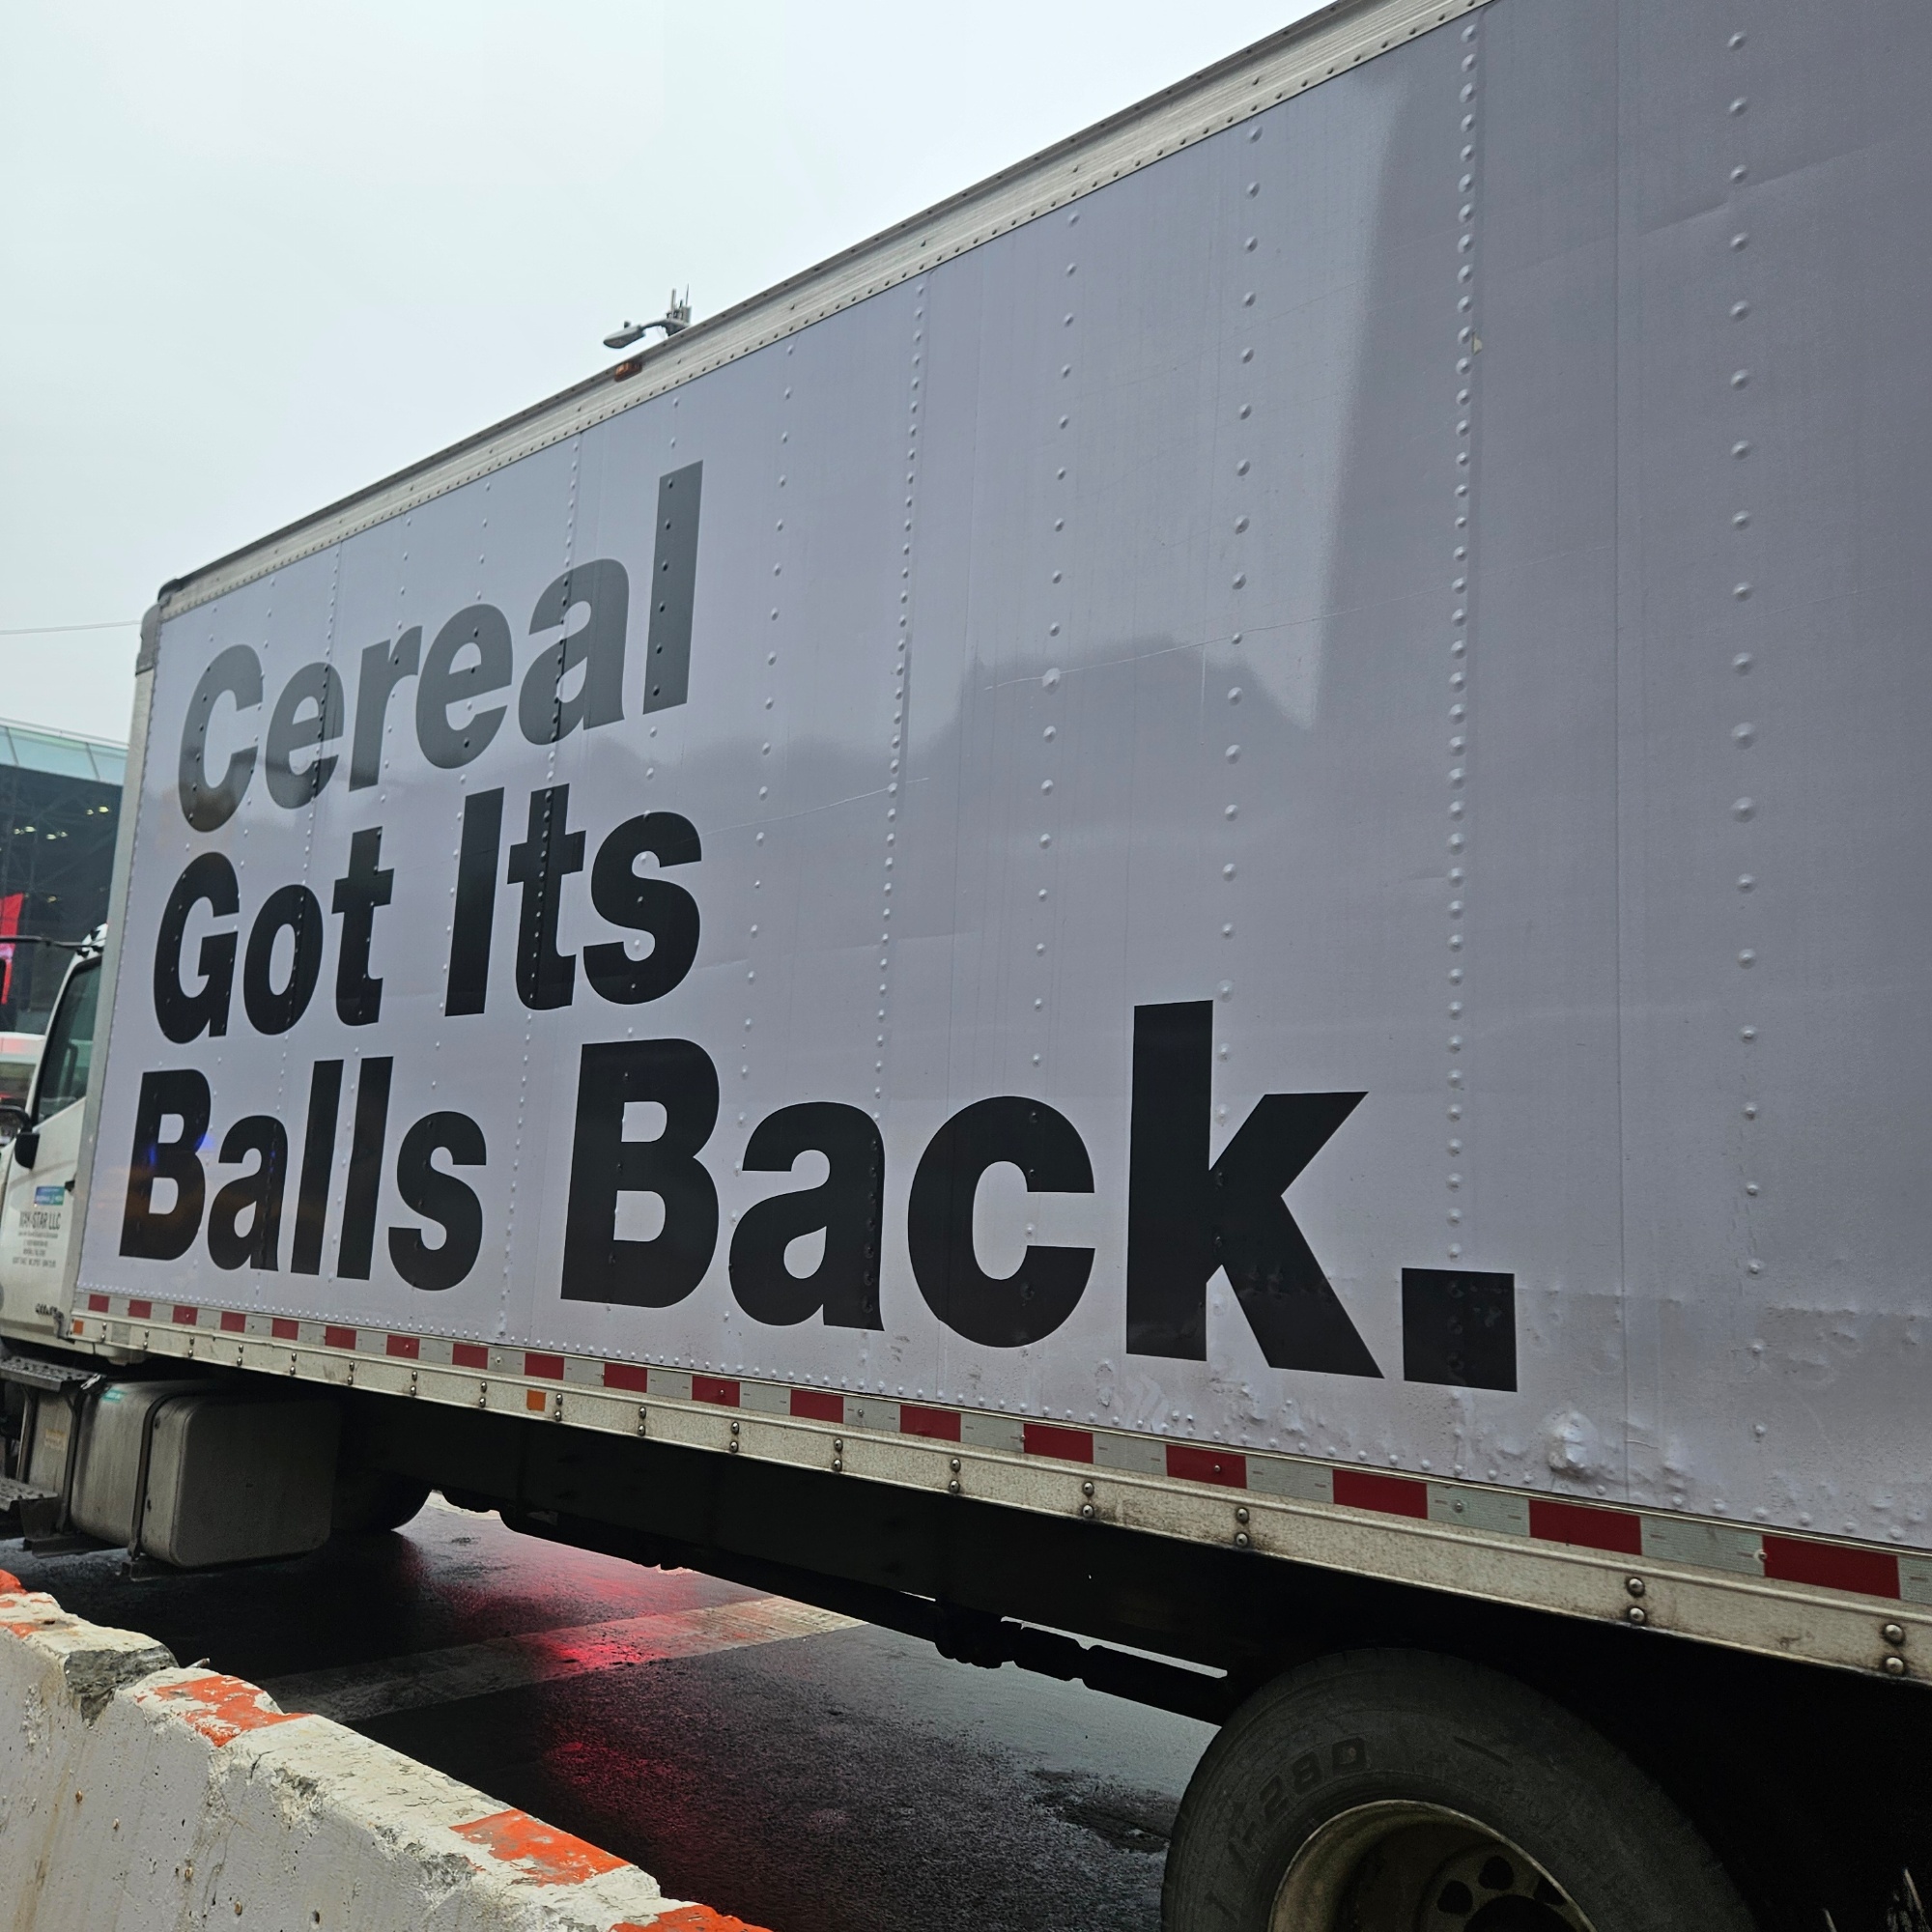 Cereal
Got Its
Balls Back.